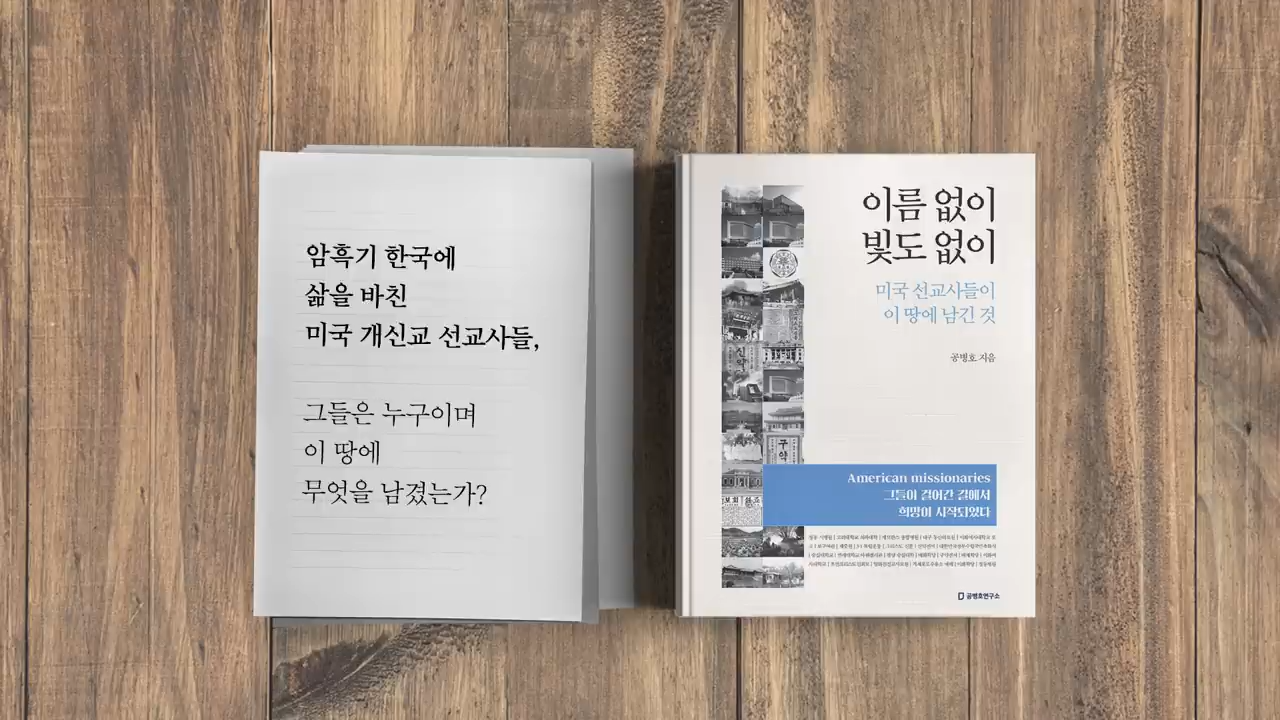 암흑기 한국에
삶을 바친
미국 개신교 선교사들,
그들은 누구이며
이 땅에
무엇을 남겼는가?
이름 없이
빛도 없이
미국 선교사들이
이 땅에 남긴 것
공병호 지음
구약
American missionaries
그들이 걸어간 길에서
희망이 시작되었다
공병호연구소